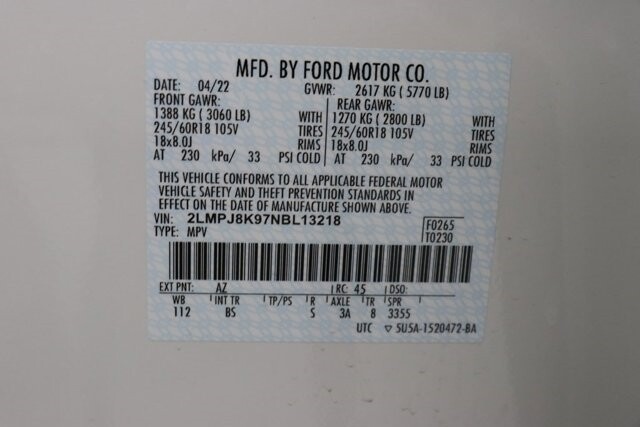 MFD. BY FORD MOTOR CO.
DATE: 04/22 GVWR: 2617 KG ( 5770 LB)
FRONT GAWR: REAR GAWR:
1388 KG ( 3060 LB) WITH 1270 KG ( 2800 LB) WITH
245/60R18 105V TIRES 245/60R18 105V TIRES
18x8.0J RIMS 18x8.0J RIMS
AT 230 kPa/ 33 PSI COLD AT 230 kPa/ 33 PSI COLD
THIS VEHICLE CONFORMS TO ALL APPLICABLE FEDERAL MOTOR
VEHICLE SAFETY AND THEFT PREVENTION STANDARDS IN
EFFECT ON THE DATE OF MANUFACTURE SHOWN ABOVE.
VIN: 2LMPJ8K97NBL13218 F0265
TYPE: MPV T0230
EXT PNT: AZ RC: 45 DSO:
WB INT TR TP/PS R AXLE TR SPR
112 BS S 3A 8 3355
UTC ▽ 5U5A-1520472-BA